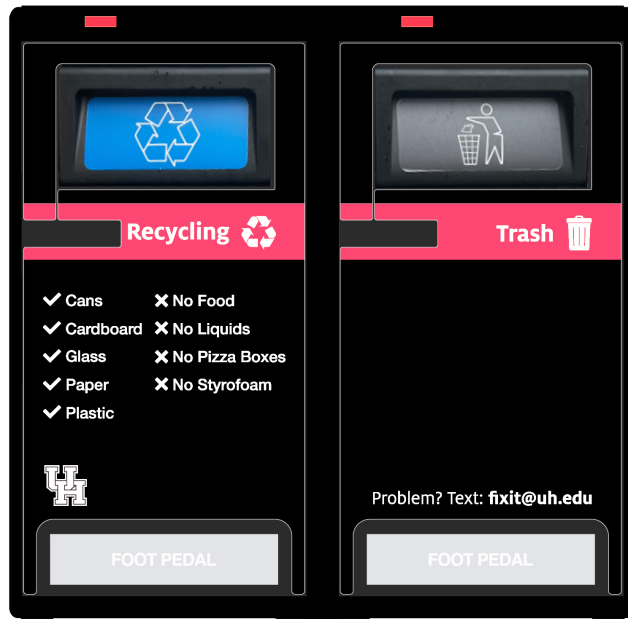 Recycling
Cans
Cardboard
Glass
Paper
Plastic
No Food
No Liquids
No Pizza Boxes
No Styrofoam
UH
FOOT PEDAL
Trash
Problem? Text: fixit@uh.edu
FOOT PEDAL